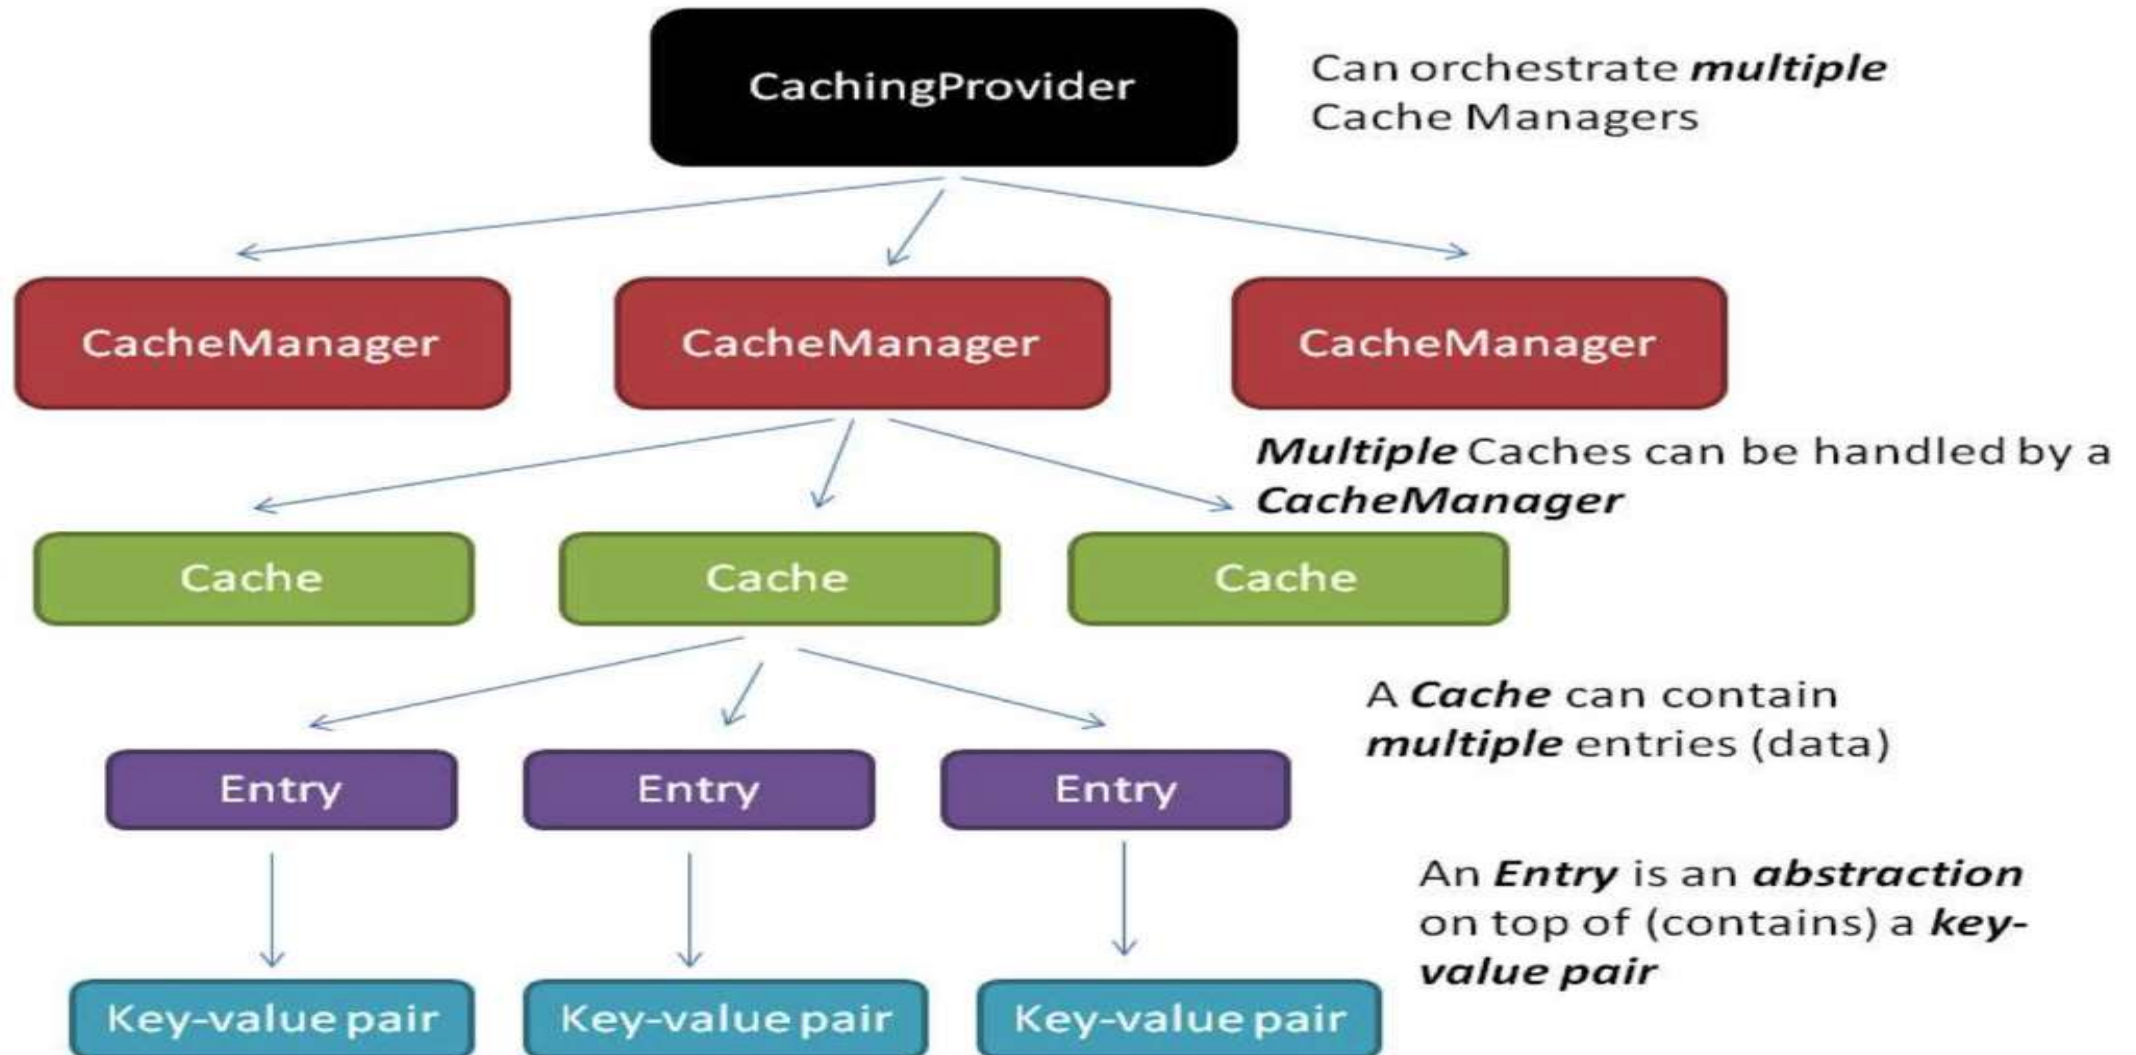 CachingProvider
Can orchestrate multiple
Cache Managers
CacheManager
CacheManager
CacheManager
Multiple Caches can be handled by a
CacheManager
Cache
Cache
Cache
A Cache can contain
multiple entries (data)
Entry
Entry
Entry
An Entry is an abstraction
on top of (contains) a key-
value pair
Key-value pair
Key-value pair
Key-value pair